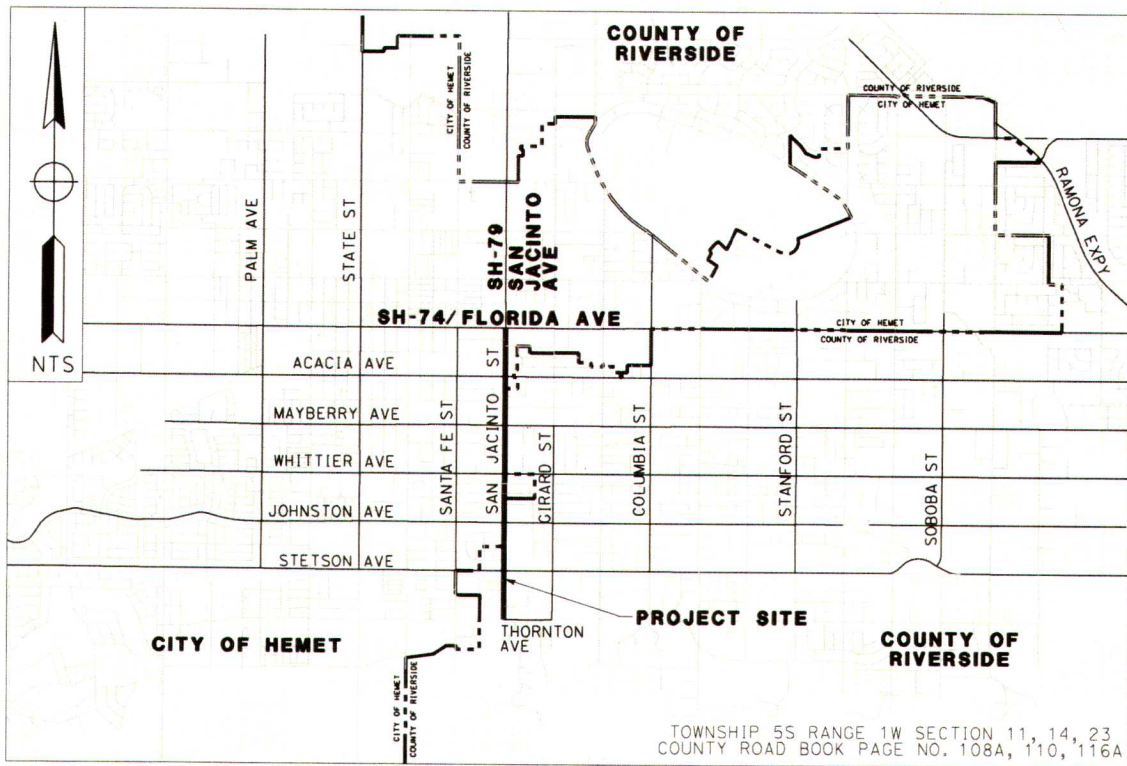 COUNTY OF
RIVERSIDE
COUNTY OF RIVERSIDE
CITY OF HEMET
CITY OF HEMET
COUNTY OF RIVERSIDE
RAMONA EXPY
PALM AVE
STATE ST
SH-79
SAN
JACINTO
AVE
NTS
SH-74/FLORIDA AVE
CITY OF HEMET
COUNTY OF RIVERSIDE
ACACIA AVE
MAYBERRY AVE
WHITTIER AVE
JOHNSTON AVE
STETSON AVE
SANTA FE ST
SAN JACINTO ST
GIRARD ST
COLUMBIA ST
STANFORD ST
SOBOBA ST
PROJECT SITE
THORNTON
AVE
CITY OF HEMET
COUNTY OF
RIVERSIDE
CITY OF HEMET
COUNTY OF RIVERSIDE
TOWNSHIP 5S RANGE 1W SECTION 11, 14, 23
COUNTY ROAD BOOK PAGE NO. 108A, 110, 116A